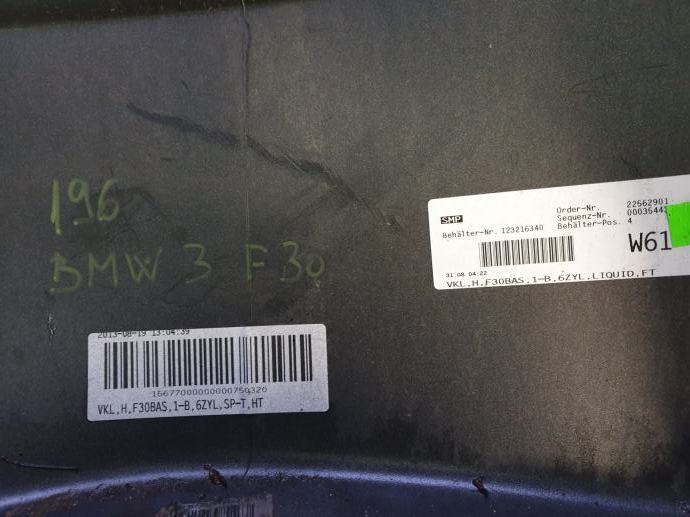 196
BMW 3 F30
SMP
Order-Nr. 22562901
Sequenz-Nr.
Behälter-Nr. 123216340 Behälter-Pos. 4
W61
31.08 04:22
VKL,H,F30BAS,1-B,6ZYL,LIQUID,FT
2013-08-19 13:04:39
VKL,H,F30BAS,1-B,6ZYL,SP-T,HT